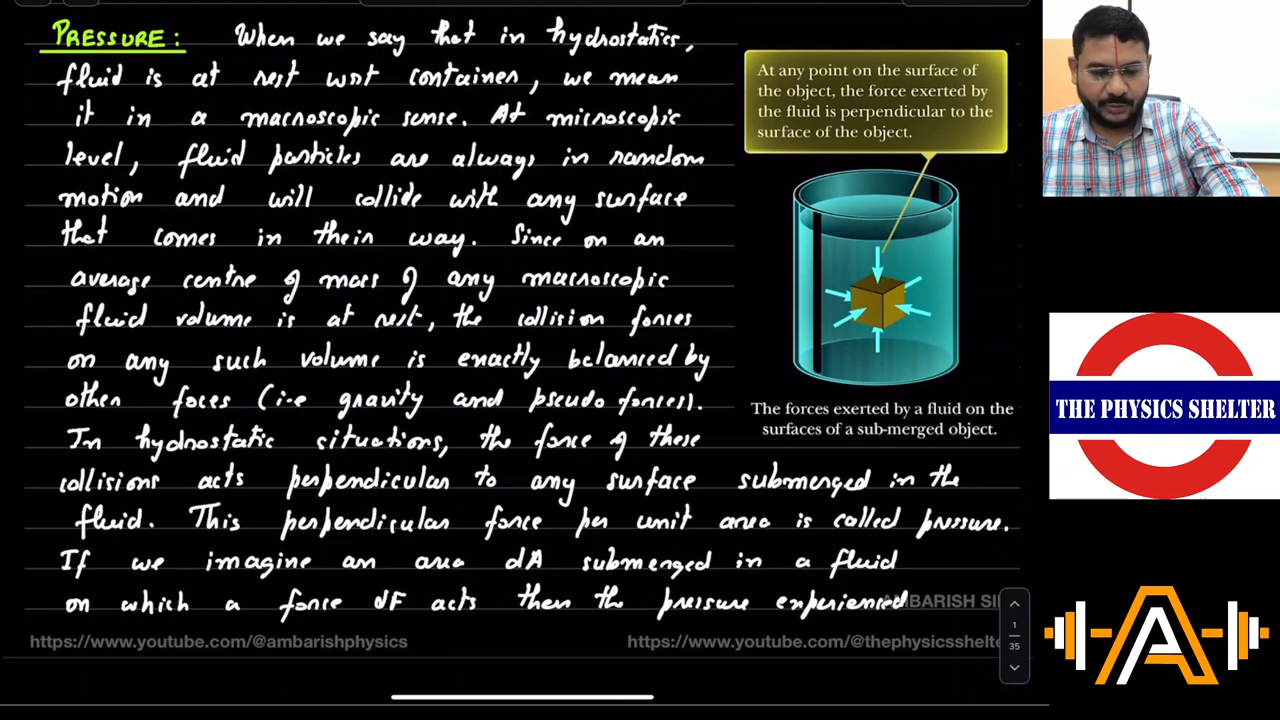 PRESSURE: When we say that in hydrostatics,
fluid is at rest wrt container, we mean
it in a macroscopic sense. At microscopic
level, fluid particles are always in random
motion and will collide with any surface
that comes in their way. Since on an
average centre of mass of any macroscopic
fluid volume is at rest, the collision forces
on any such volume is exactly balanced by
other foces (i.e gravity and pseudo forces).
In hydrostatic situations, the force of these
collisions acts perpendicular to any surface submerged in the
fluid. This perpendicular force per unit area is called pressure.
If we imagine an area dA submerged in a fluid
on which a force dF acts then the pressure experienced
At any point on the surface of
the object, the force exerted by
the fluid is perpendicular to the
surface of the object.
The forces exerted by a fluid on the
surfaces of a sub-merged object.
AMBARISH SI
https://www.youtube.com/@ambarishphysics
https://www.youtube.com/@thephysicsshelte
1
35
THE PHYSICS SHELTER
A